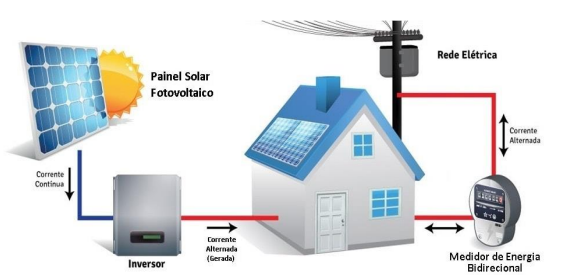 Painel Solar
Fotovoltaico
Rede Elétrica
Corrente
Alternada
Corrente
Contínua
Corrente
Alternada
(Gerada)
Inversor
Medidor de Energia
Bidirecional